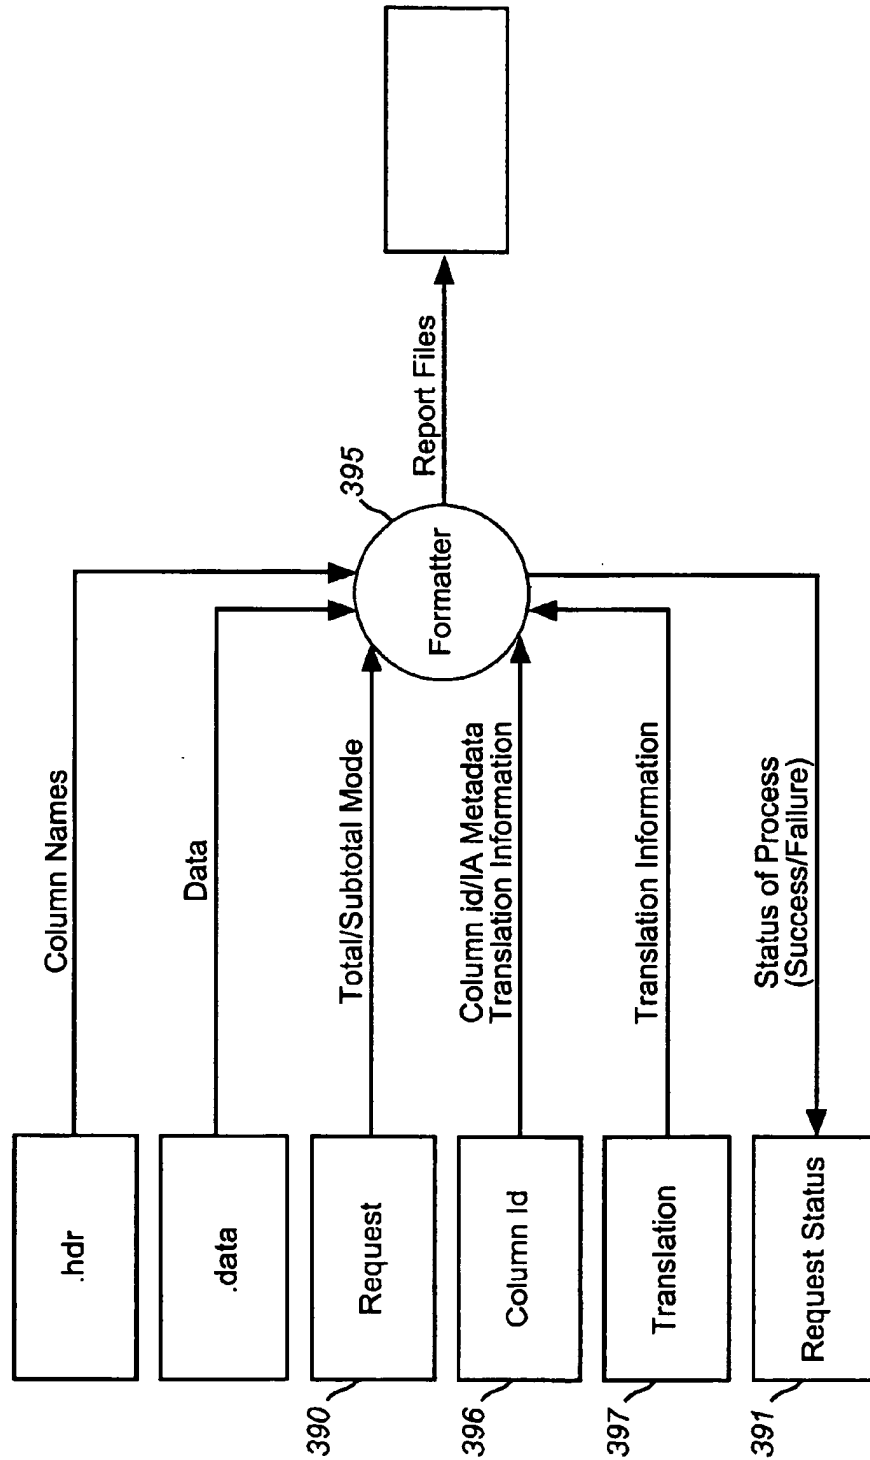 .hdr
Column Names
.data
Data
390
Request
Total/Subtotal Mode
396
Column Id
Column id/IA Metadata
Translation Information
397
Translation
Translation Information
391
Request Status
Status of Process
(Success/Failure)
Formatter
395
Report Files